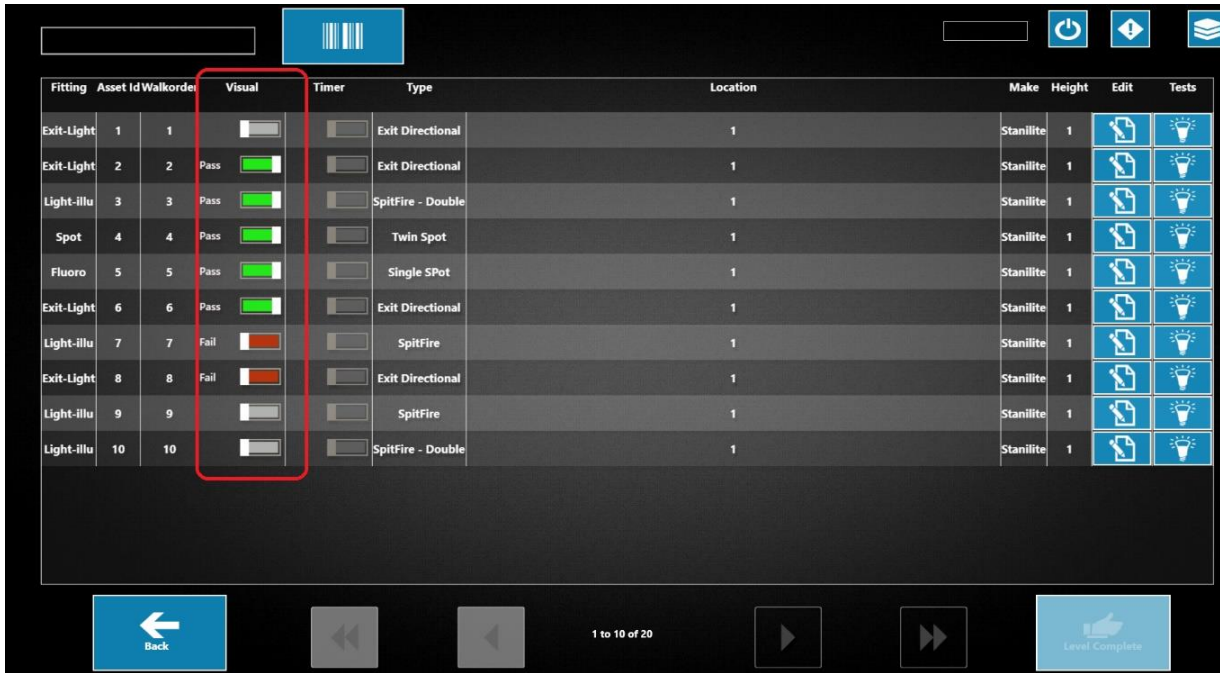 Fitting Asset Id Walkorder Visual Timer Type Location Make Height Edit Tests
Exit-Light 1 1 Exit Directional 1 Stanilite 1
Exit-Light 2 2 Pass Exit Directional 1 Stanilite 1
Light-illu 3 3 Pass SpitFire - Double 1 Stanilite 1
Spot 4 4 Pass Twin Spot 1 Stanilite 1
Fluoro 5 5 Pass Single SPot 1 Stanilite 1
Exit-Light 6 6 Pass Exit Directional 1 Stanilite 1
Light-illu 7 7 Fail SpitFire 1 Stanilite 1
Exit-Light 8 8 Fail Exit Directional 1 Stanilite 1
Light-illu 9 9 SpitFire 1 Stanilite 1
Light-illu 10 10 SpitFire - Double 1 Stanilite 1
Back 1 to 10 of 20 Level Complete